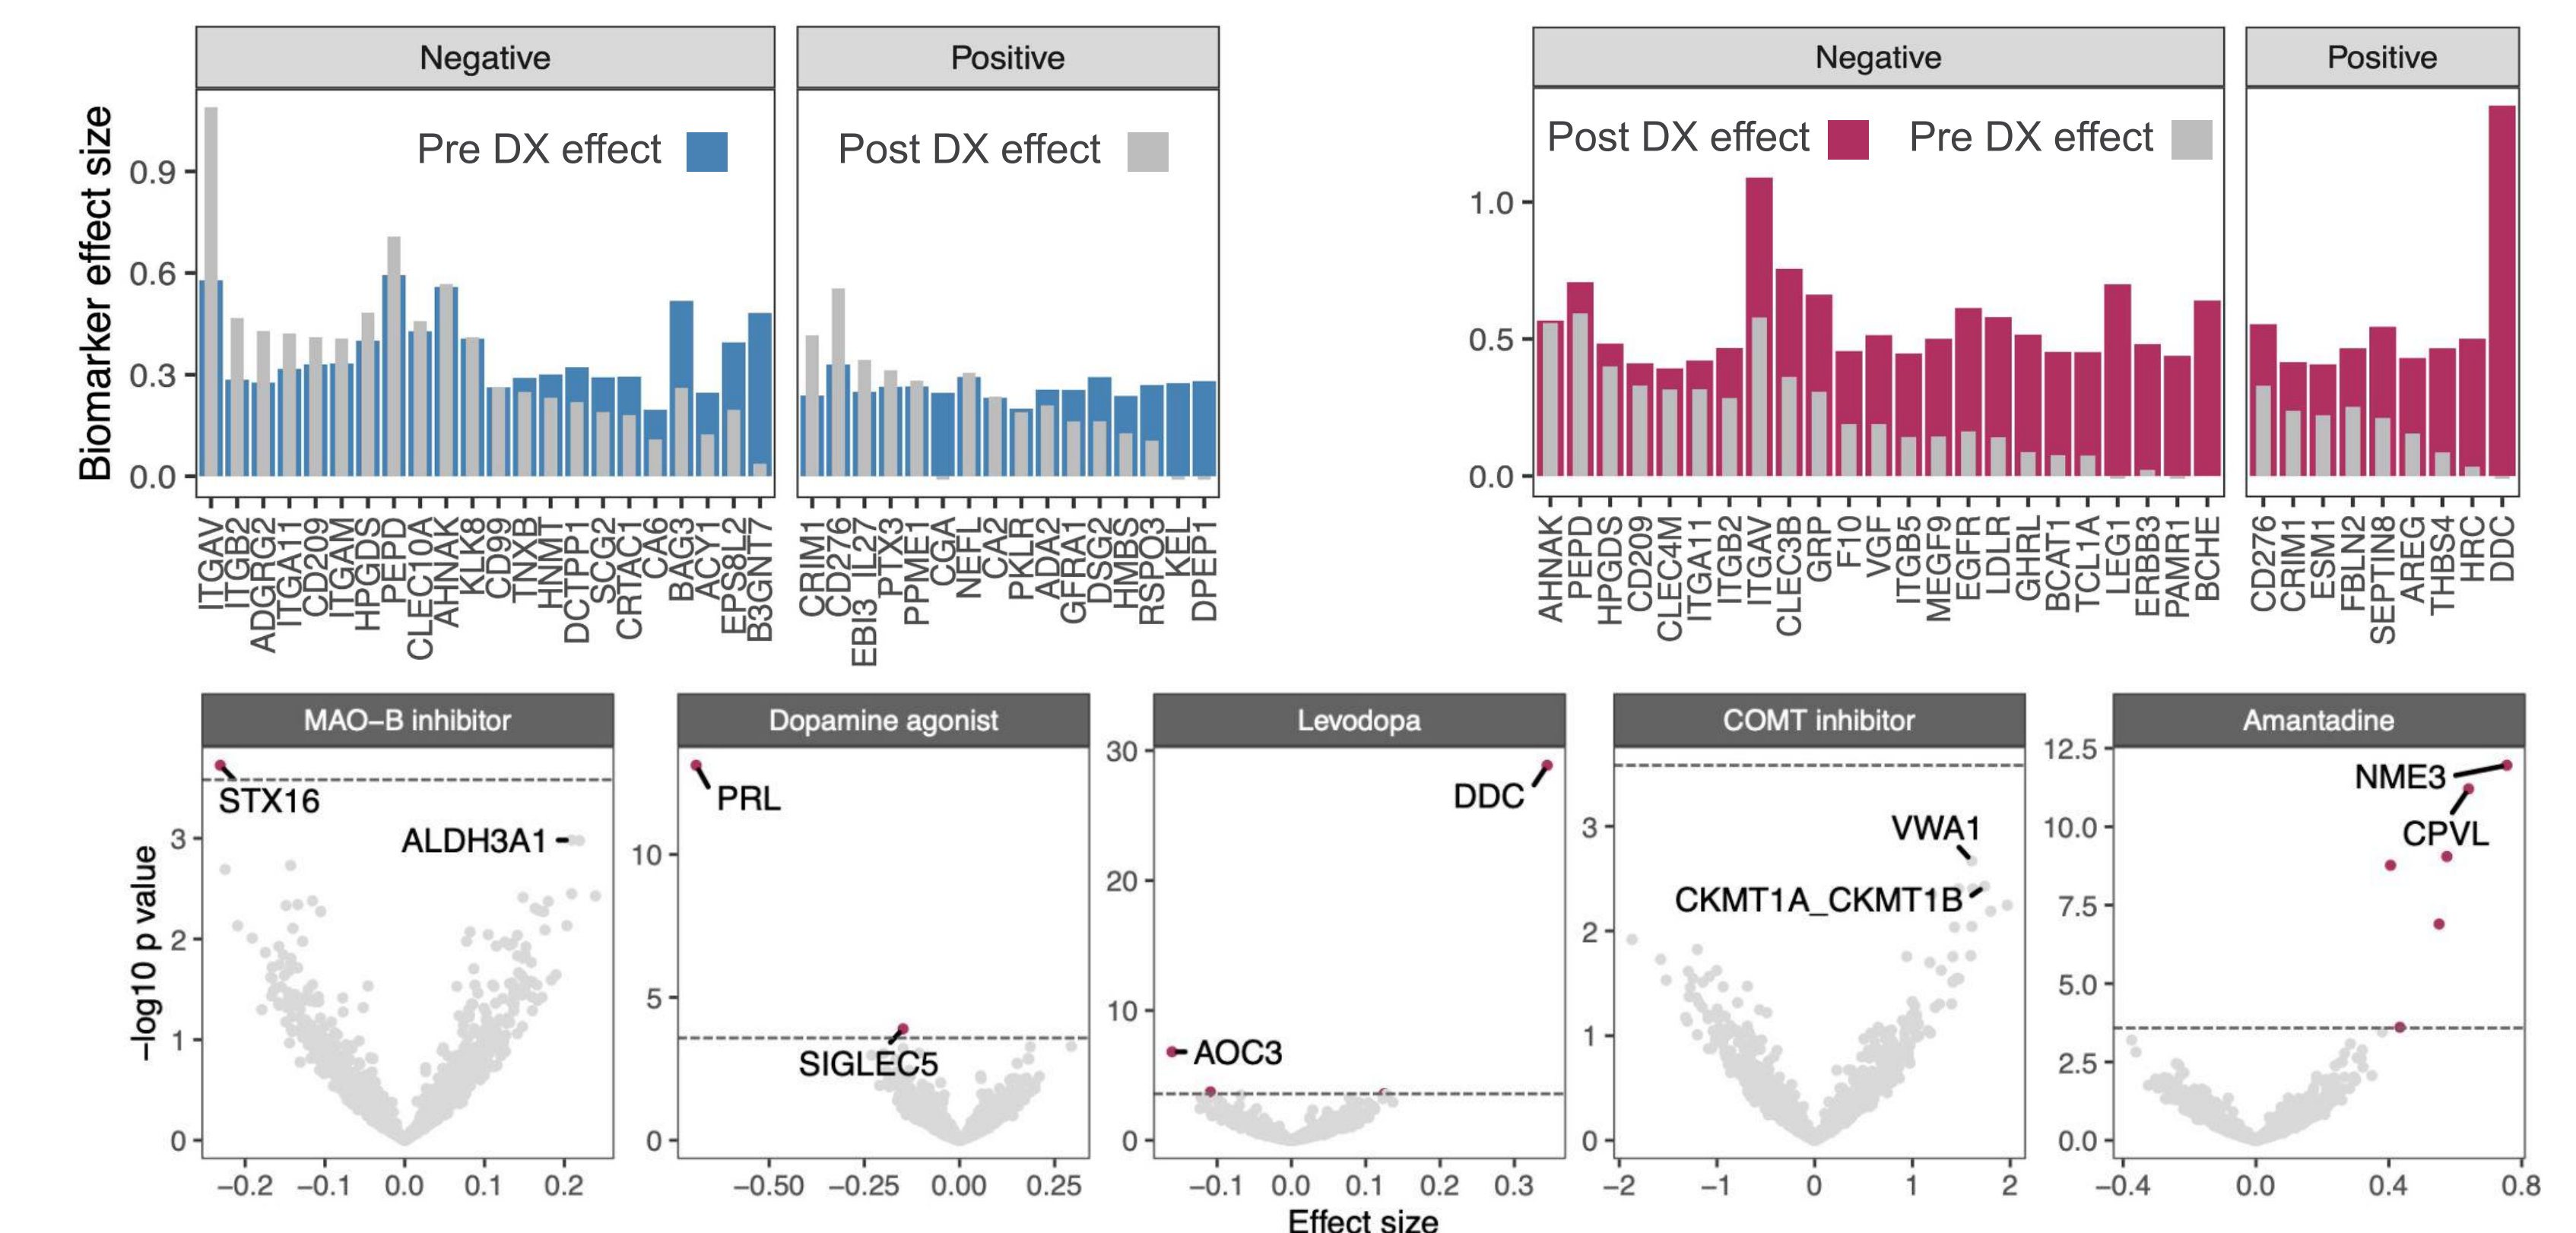 Negative
Positive
Pre DX effect
Post DX effect
Biomarker effect size
0.9
0.6
0.3
0.0
ITGAV
ITGB2
ADGRG2
ITGA11
CD209
ITGAM
HPGDS
PEPD
CLEC10A
AHNAK
KLK8
CD99
TNXB
HNMT
DCTPP1
SCG2
CRTAC1
CA6
BAG3
ACY1
EPS8L2
B3GNT7
CRIM1
CD276
EBI3_IL27
PTX3
PPME1
CGA
NEFL
CA2
PKLR
ADA2
GFRA1
DSG2
HMBS
RSPO3
KEL
DPEP1
Negative
Positive
Post DX effect
Pre DX effect
1.0
0.5
0.0
AHNAK
PEPD
HPGDS
CD209
CLEC4M
ITGA11
ITGB2
ITGAV
CLEC3B
GRP
F10
VGF
ITGB5
MEGF9
EGFR
LDLR
GHRL
BCAT1
TCL1A
LEG1
ERBB3
PAMR1
BCHE
CD276
CRIM1
ESM1
FBLN2
SEPTIN8
AREG
THBS4
HRC
DDC
MAO–B inhibitor
STX16
ALDH3A1
−log10 p value
3
2
1
0
−0.2 −0.1 0.0 0.1 0.2
Dopamine agonist
PRL
SIGLEC5
10
5
0
−0.50 −0.25 0.00 0.25
Levodopa
DDC
AOC3
30
20
10
0
−0.1 0.0 0.1 0.2 0.3
COMT inhibitor
VWA1
CKMT1A_CKMT1B
3
2
1
0
−2 −1 0 1 2
Amantadine
NME3
CPVL
12.5
10.0
7.5
5.0
2.5
0.0
−0.4 0.0 0.4 0.8
Effect size